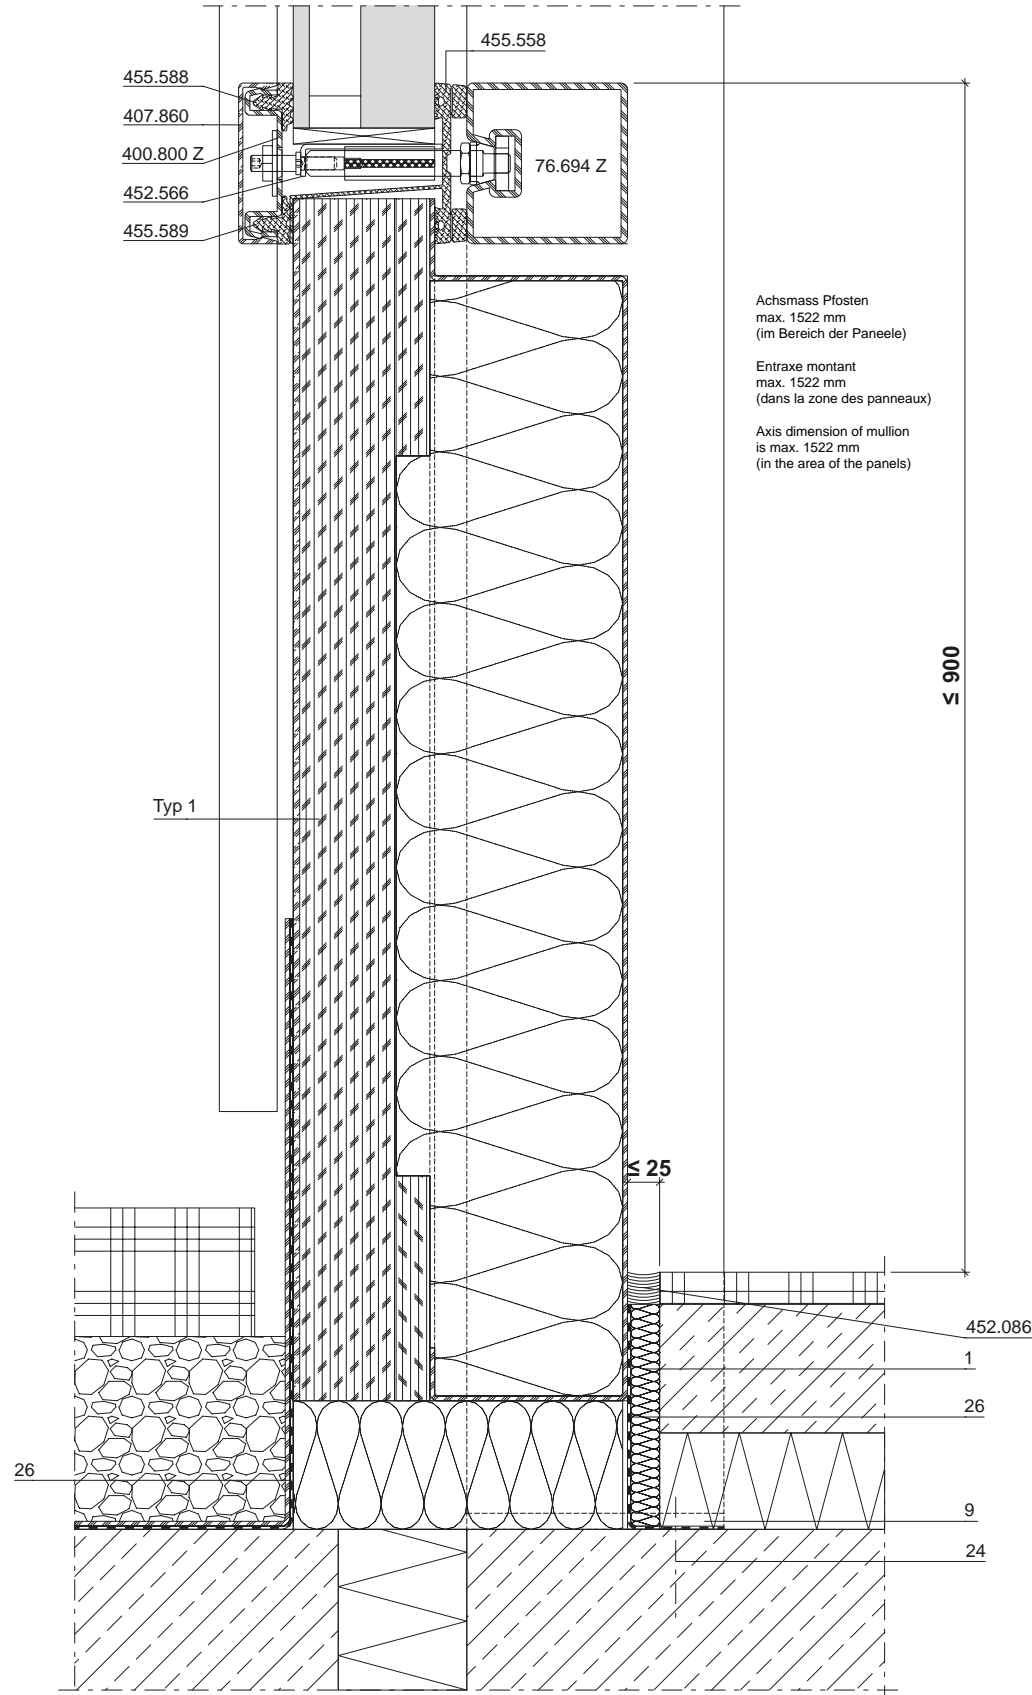 455.558
455.588
407.860
400.800 Z
452.566
455.589
76.694 Z
Achsmass Pfosten
max. 1522 mm
(im Bereich der Paneele)
Entraxe montant
max. 1522 mm
(dans la zone des panneaux)
Axis dimension of mullion
is max. 1522 mm
(in the area of the panels)
≤ 900
Typ 1
≤ 25
452.086
1
26
26
9
24